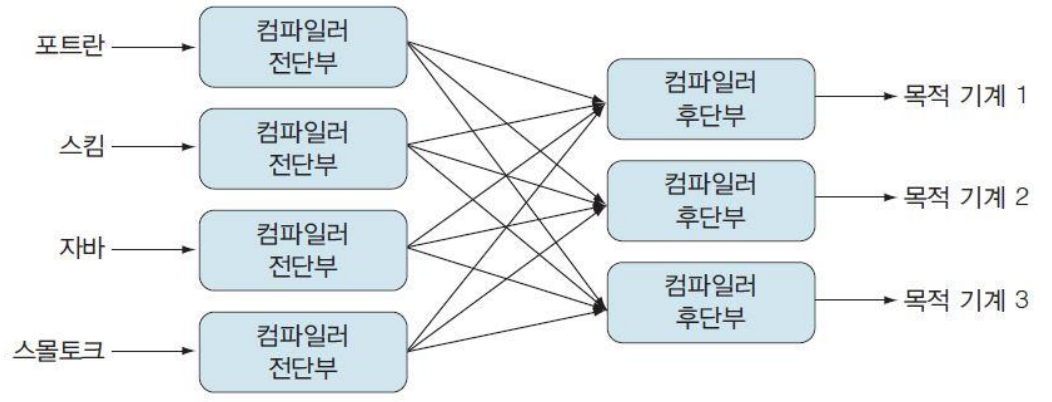 포트란
컴파일러
전단부
스킴
컴파일러
전단부
자바
컴파일러
전단부
스몰토크
컴파일러
전단부
컴파일러
후단부
목적 기계 1
컴파일러
후단부
목적 기계 2
컴파일러
후단부
목적 기계 3